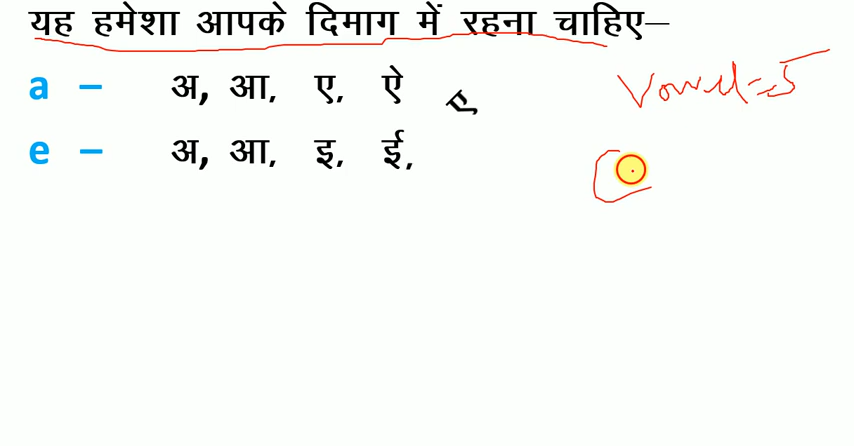 यह हमेशा आपके दिमाग में रहना चाहिए–
a – अ, आ, ए, ऐ ए
Vowel = 5
e – अ, आ, इ, ई,